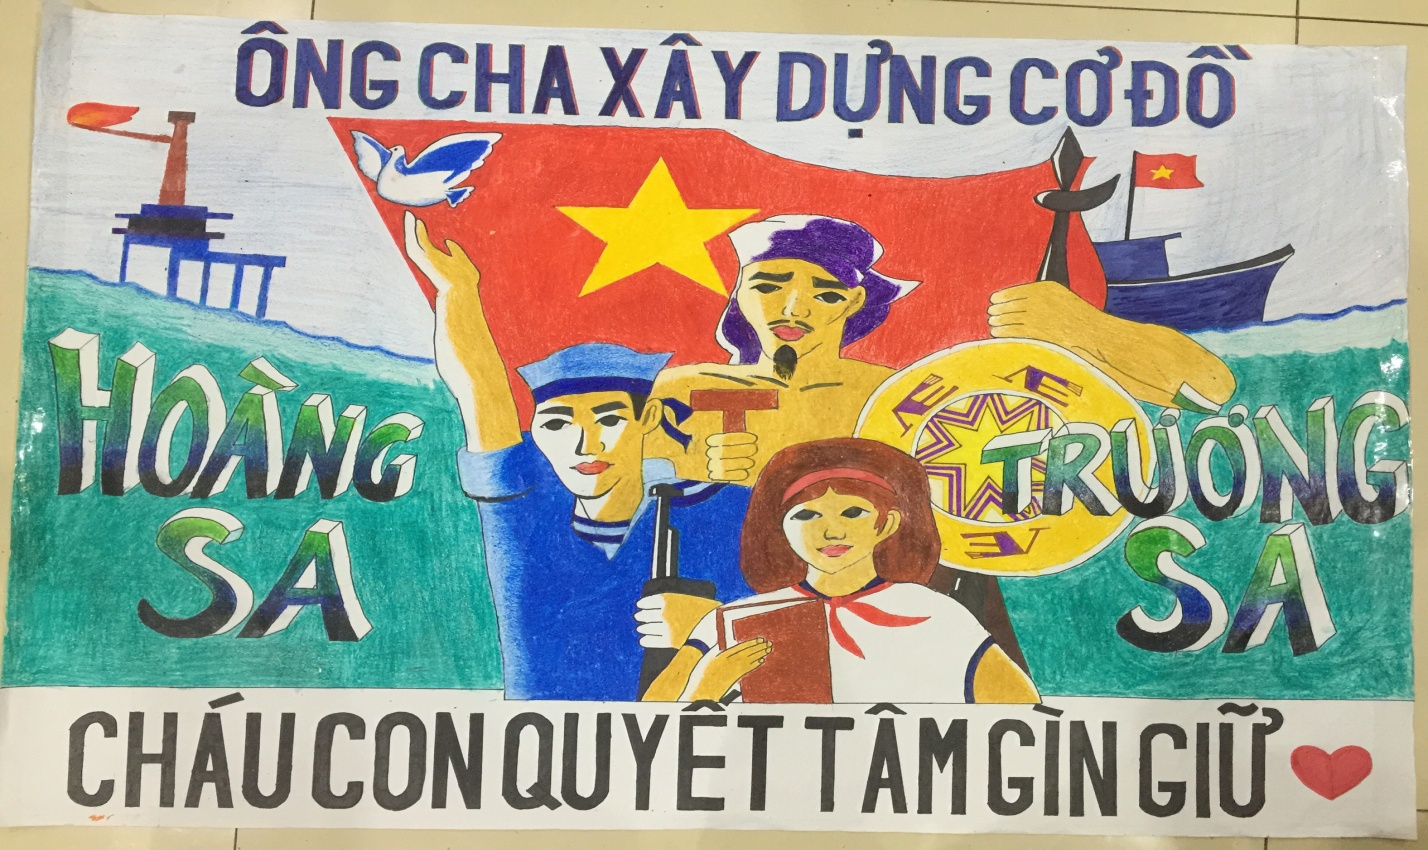 ÔNG CHA XÂY DỰNG CƠ ĐỒ
HOÀNG
SA
TRƯỜNG
SA
CHÁU CON QUYẾT TÂM GÌN GIỮ